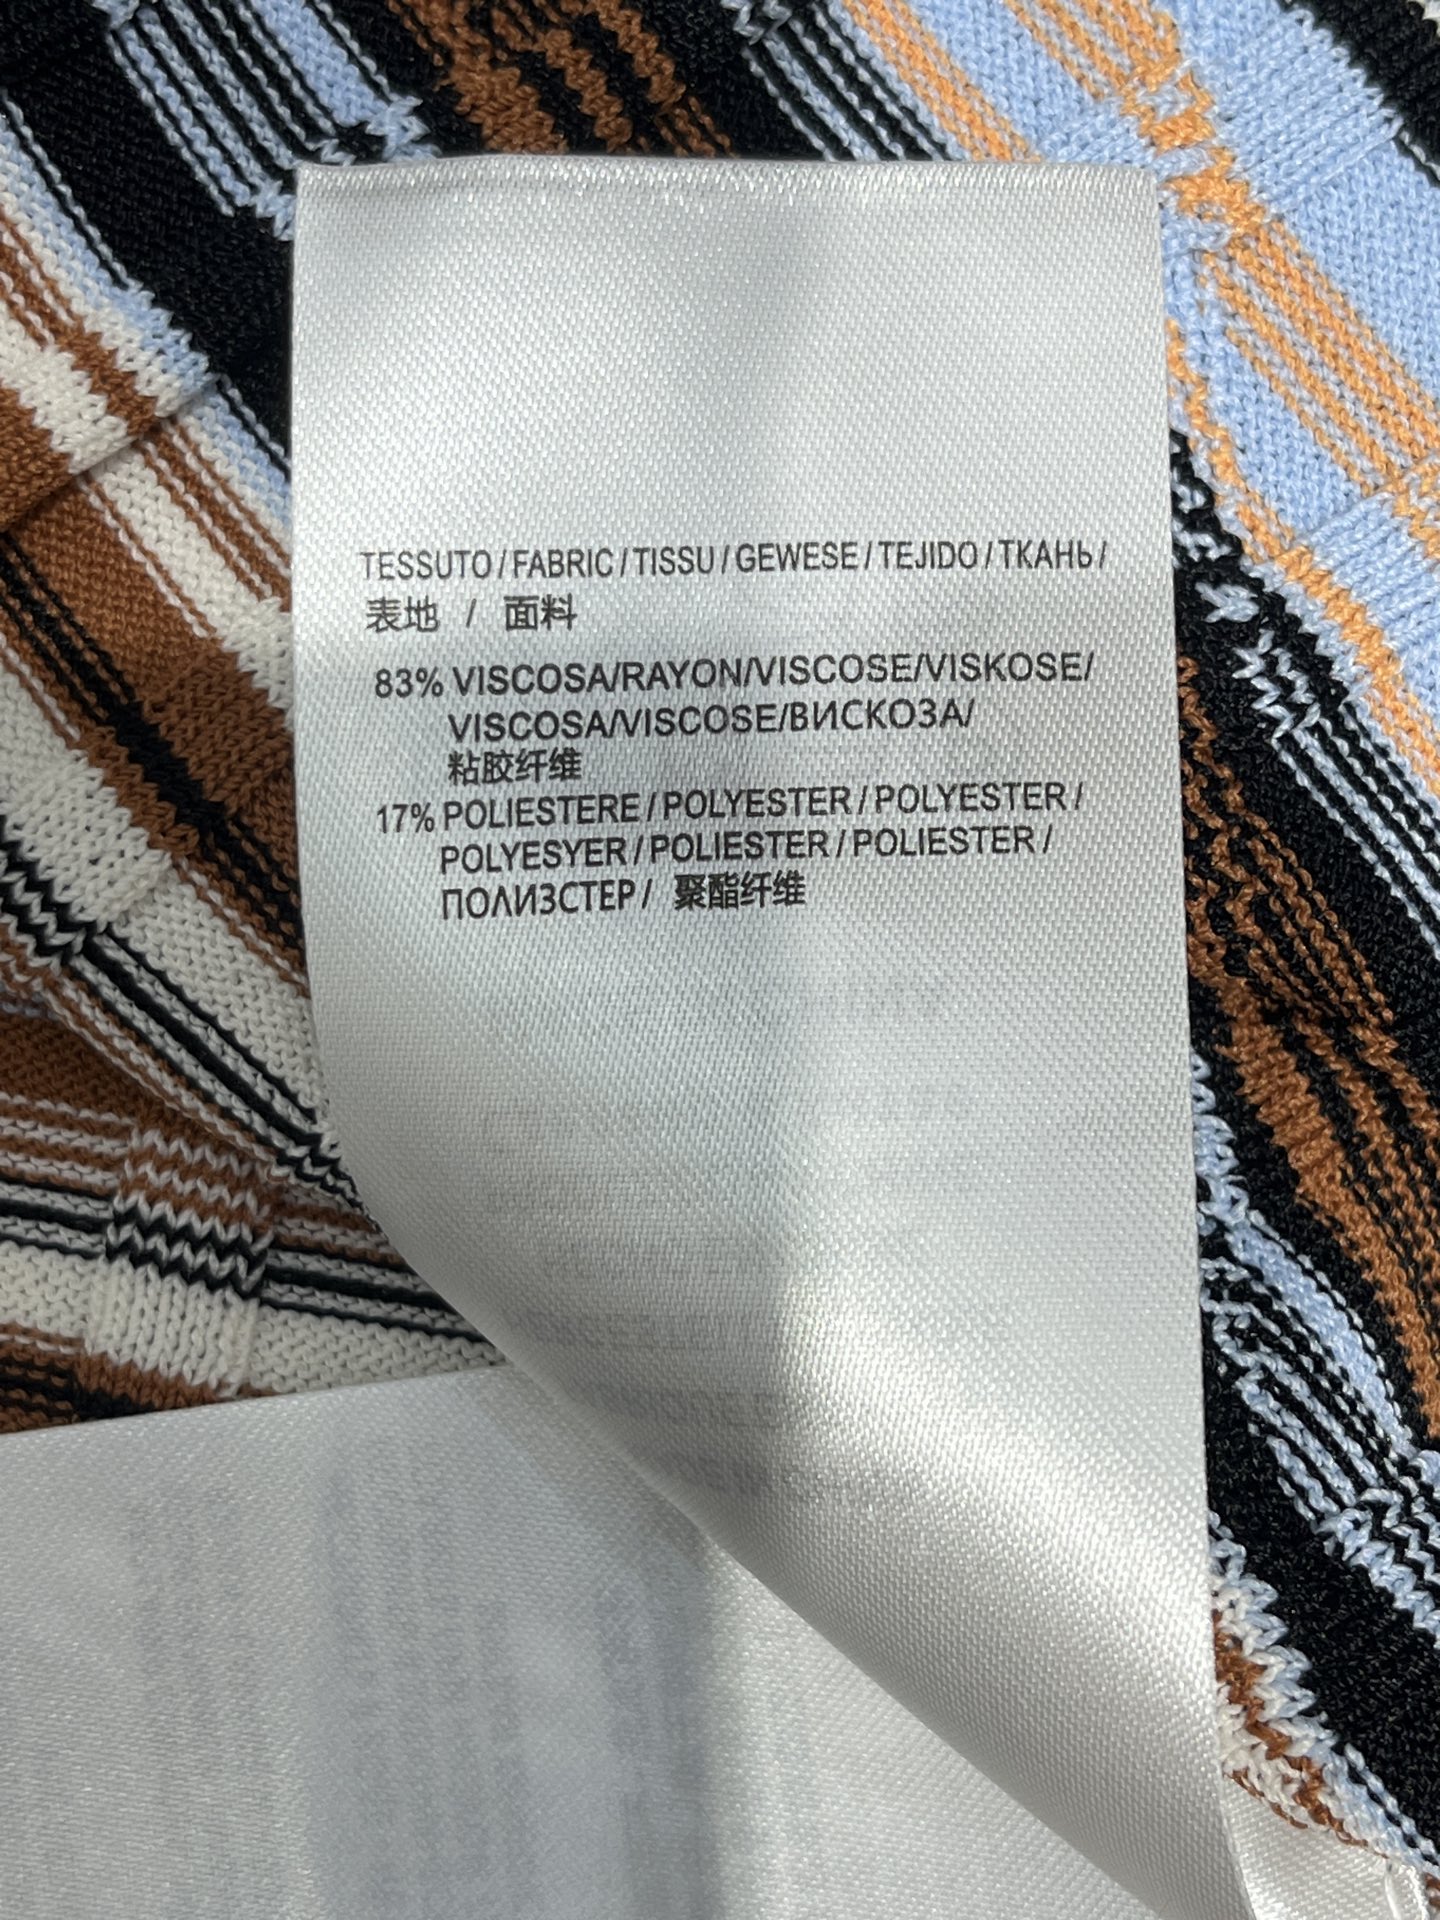 TESSUTO / FABRIC / TISSU / GEWESE / TEJIDO / ТКАНЬ /
表地 / 面料
83% VISCOSA/RAYON/VISCOSE/VISKOSE/
VISCOSA/VISCOSE/ВИСКОЗА/
粘胶纤维
17% POLIESTERE / POLYESTER / POLYESTER /
POLYESYER / POLIESTER / POLIESTER /
ПОЛИЗСТЕР / 聚酯纤维